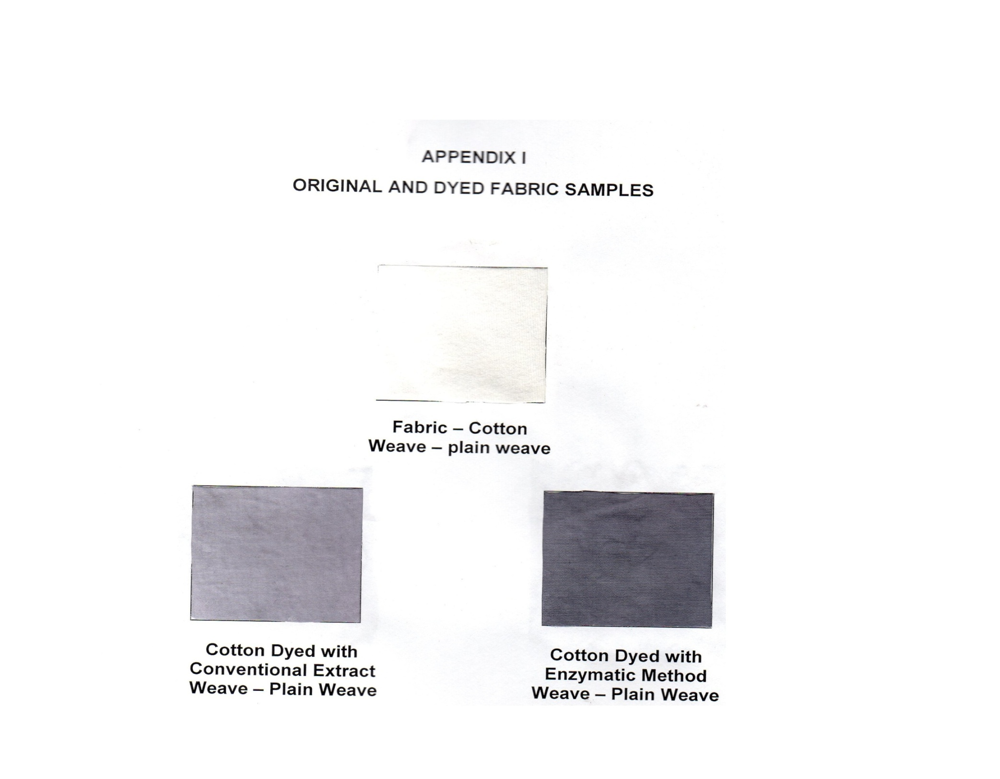 APPENDIX I
ORIGINAL AND DYED FABRIC SAMPLES
Fabric – Cotton
Weave – plain weave
Cotton Dyed with
Conventional Extract
Weave – Plain Weave
Cotton Dyed with
Enzymatic Method
Weave – Plain Weave